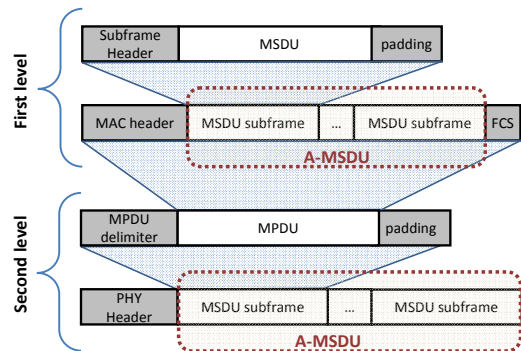 First level
Subframe
Header
MSDU
padding
MAC header
MSDU subframe
...
MSDU subframe
FCS
A-MSDU
Second level
MPDU
delimiter
MPDU
padding
PHY
Header
MSDU subframe
...
MSDU subframe
A-MSDU